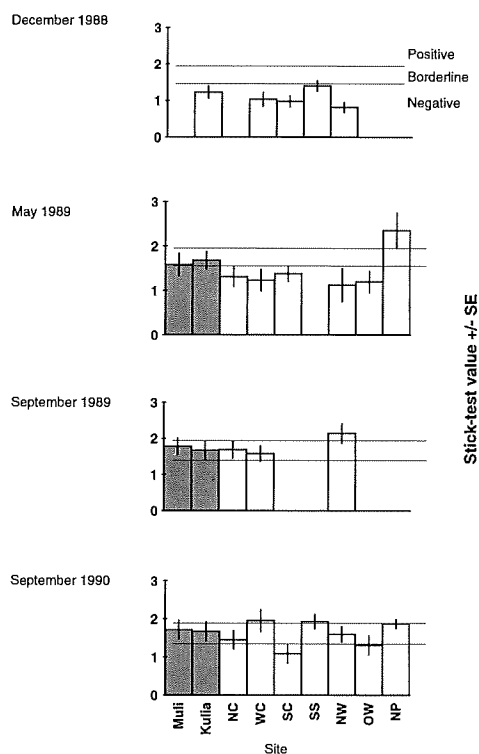 December 1988
3
2
1
0
Positive
Borderline
Negative
May 1989
3
2
1
0
September 1989
3
2
1
0
September 1990
3
2
1
0
Muli
Kulia
NC
WC
SC
SS
NW
OW
NP
Site
Stick-test value +/- SE